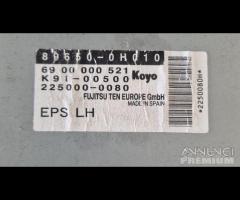 89650-0H010
69 00 000 521 Koyo
K91-00500
225000-0080
FUJITSU TEN EUROPE
MADE IN SPAIN
EPS LH
*2250080H*
ANNUNCI
PREMIUM